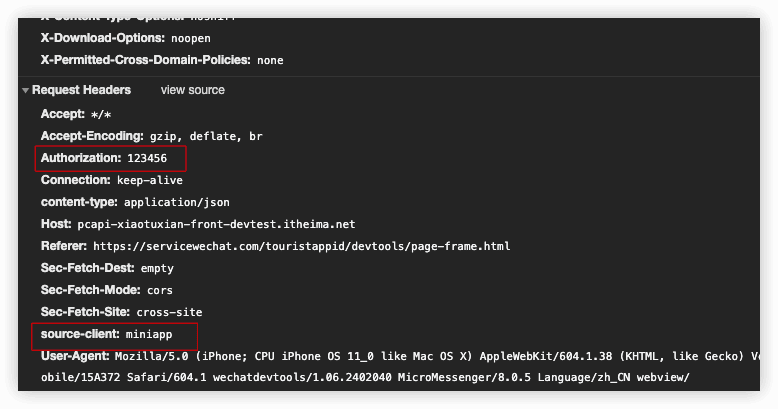 X-Content-Type-Options: nosniff
X-Download-Options: noopen
X-Permitted-Cross-Domain-Policies: none
Request Headers view source
Accept: */*
Accept-Encoding: gzip, deflate, br
Authorization: 123456
Connection: keep-alive
content-type: application/json
Host: pcapi-xiaotuxian-front-devtest.itheima.net
Referer: https://servicewechat.com/touristappid/devtools/page-frame.html
Sec-Fetch-Dest: empty
Sec-Fetch-Mode: cors
Sec-Fetch-Site: cross-site
source-client: miniapp
User-Agent: Mozilla/5.0 (iPhone; CPU iPhone OS 11_0 like Mac OS X) AppleWebKit/604.1.38 (KHTML, like Gecko)
obile/15A372 Safari/604.1 wechatdevtools/1.06.2402040 MicroMessenger/8.0.5 Language/zh_CN webview/